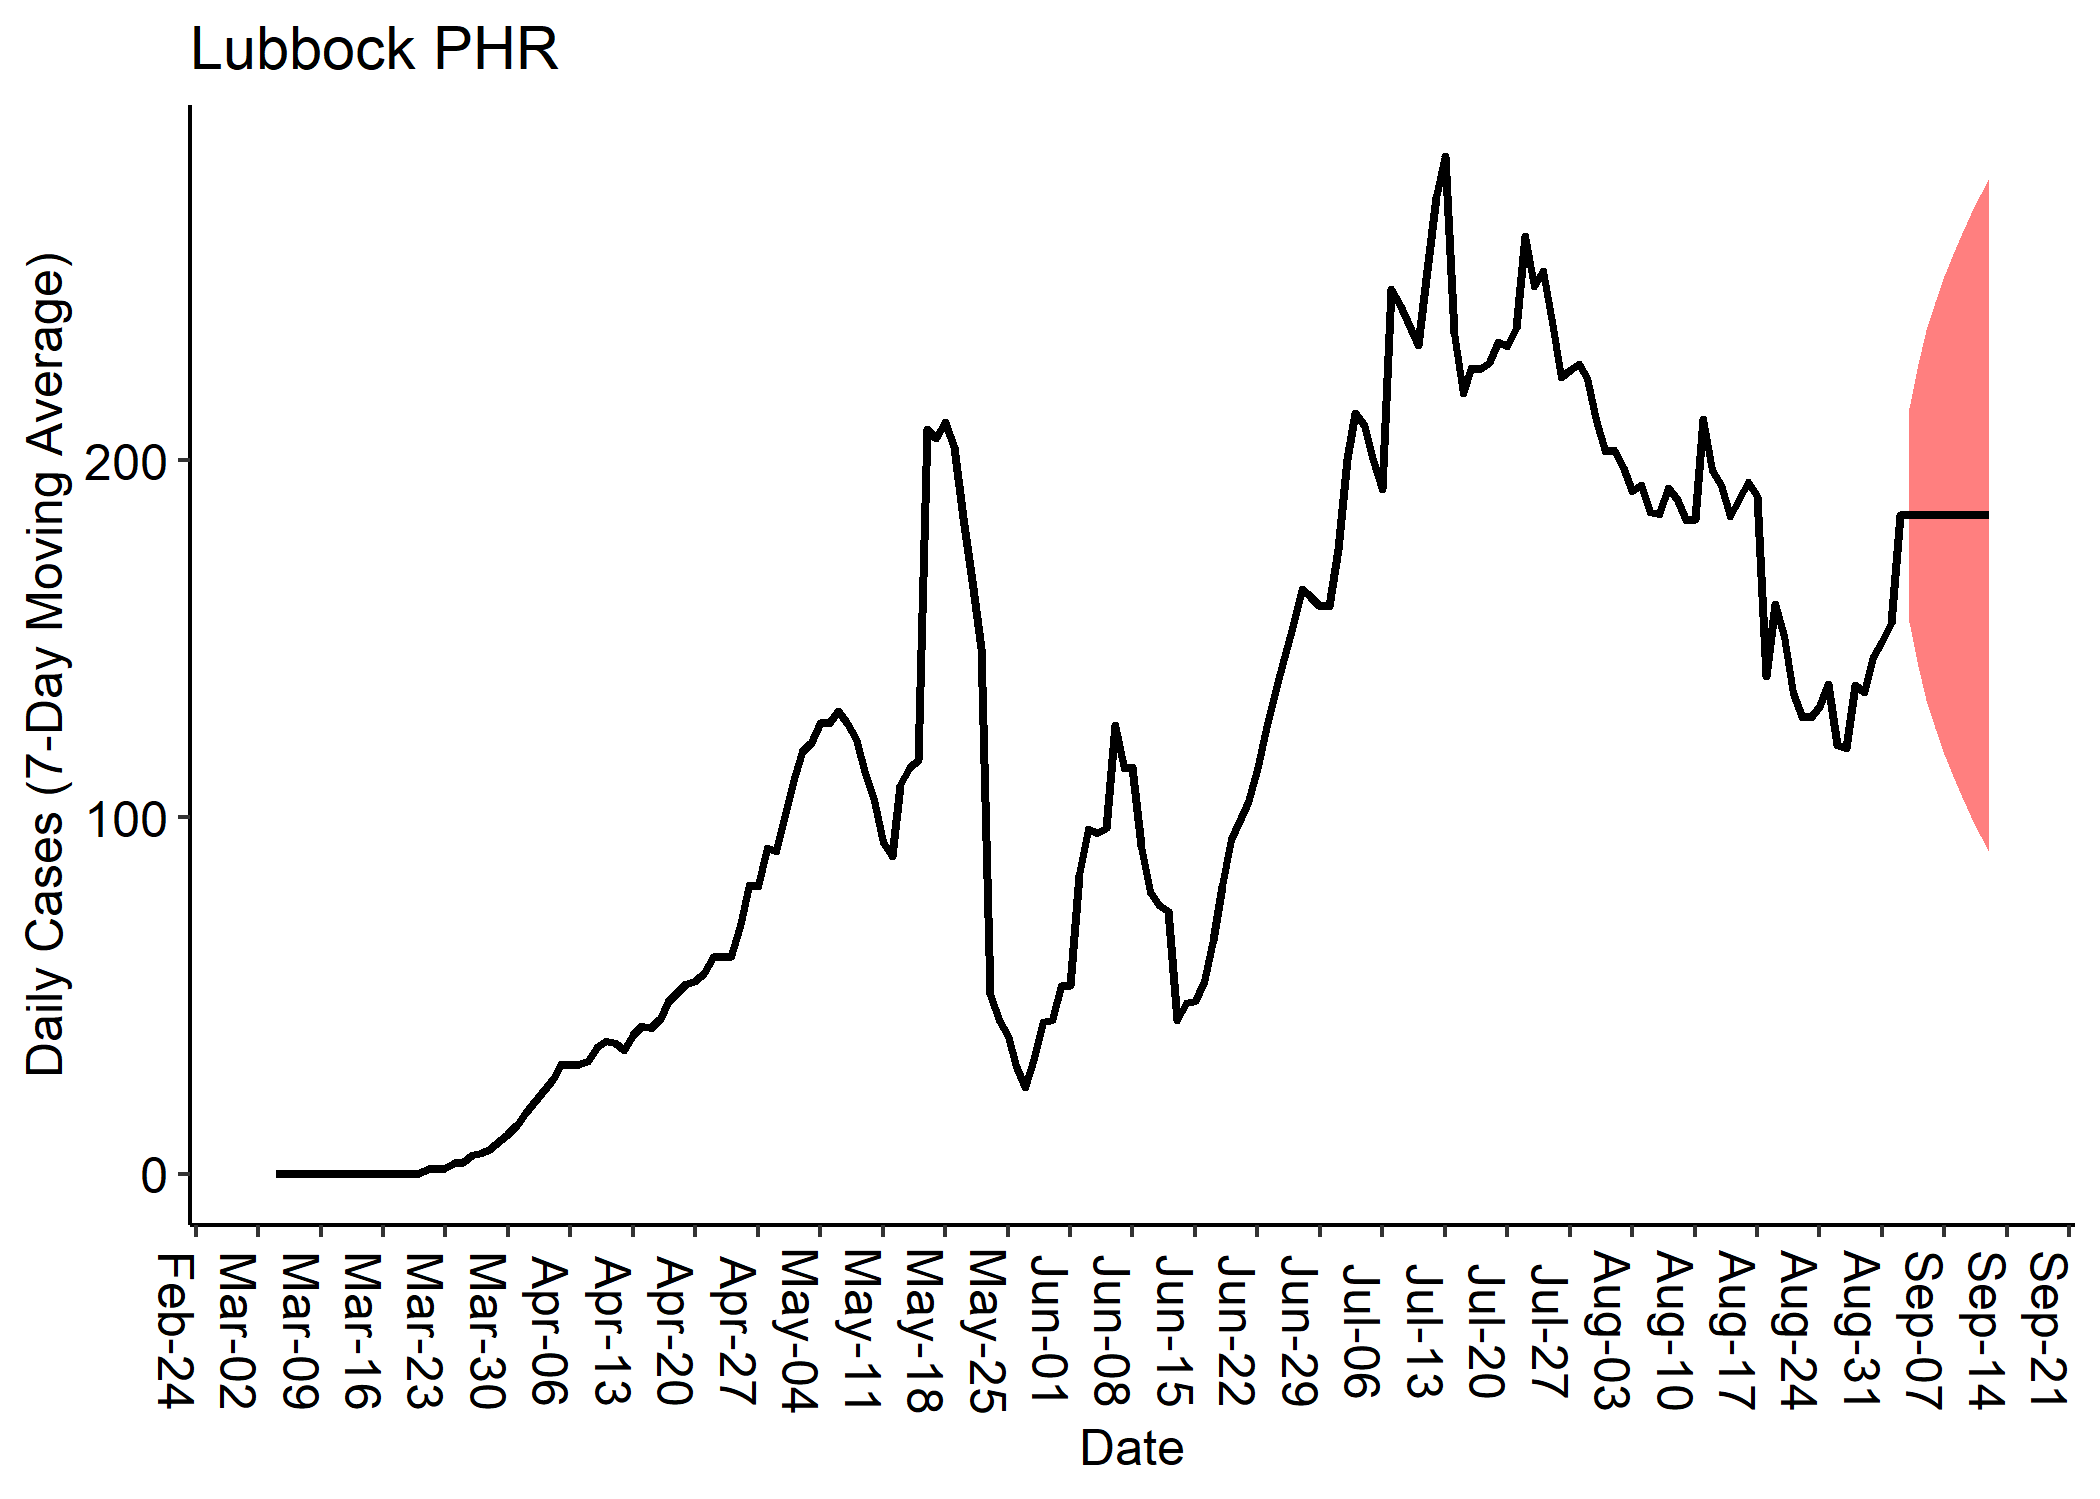 Lubbock PHR
Daily Cases (7-Day Moving Average)
200
100
0
Feb-24
Mar-02
Mar-09
Mar-16
Mar-23
Mar-30
Apr-06
Apr-13
Apr-20
Apr-27
May-04
May-11
May-18
May-25
Jun-01
Jun-08
Jun-15
Jun-22
Jun-29
Jul-06
Jul-13
Jul-20
Jul-27
Aug-03
Aug-10
Aug-17
Aug-24
Aug-31
Sep-07
Sep-14
Sep-21
Date